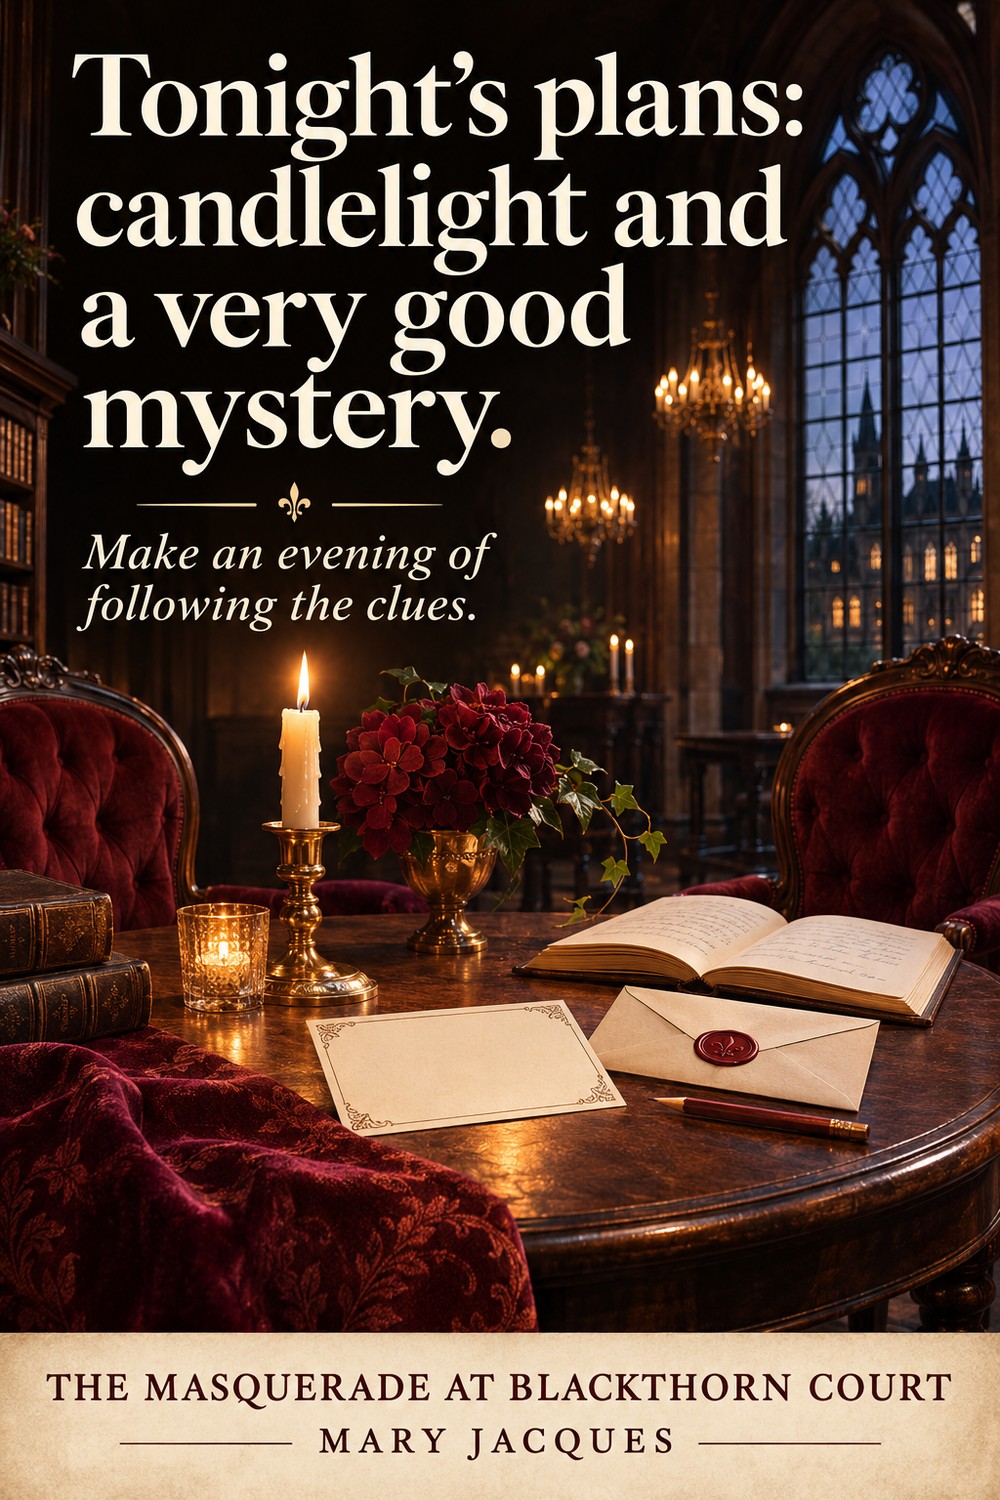 Tonight's plans:
candlelight and
a very good
mystery.
Make an evening of
following the clues.
THE MASQUERADE AT BLACKTHORN COURT
MARY JACQUES